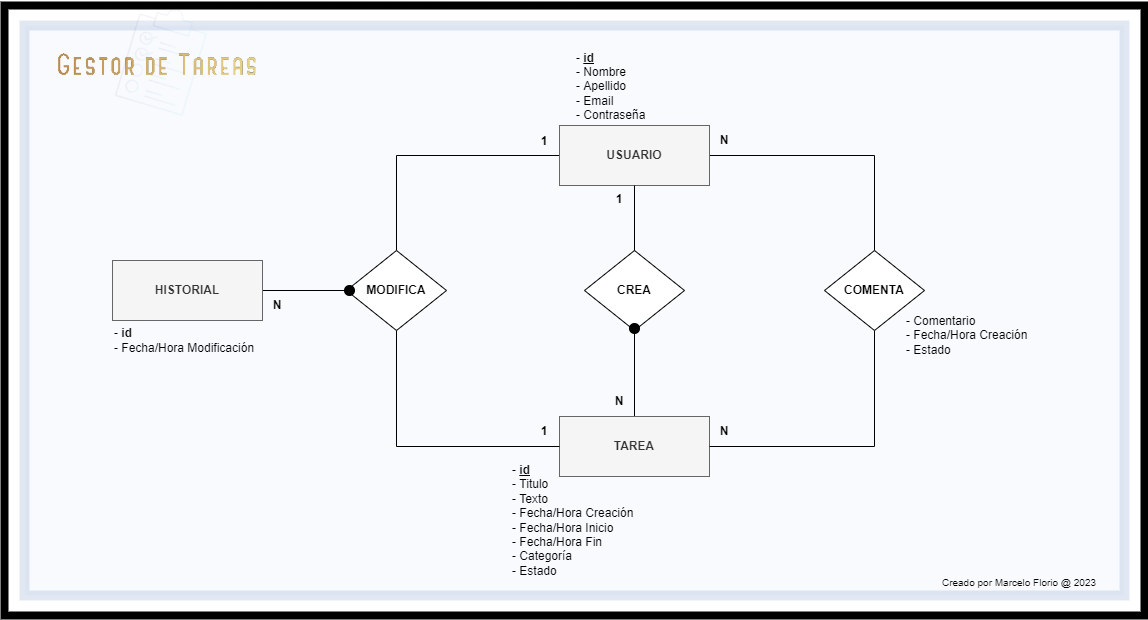 GESTOR DE TAREAS
- id
- Nombre
- Apellido
- Email
- Contraseña
1
USUARIO
N
1
HISTORIAL
N
- id
- Fecha/Hora Modificación
MODIFICA
CREA
COMENTA
- Comentario
- Fecha/Hora Creación
- Estado
N
1
TAREA
N
- id
- Titulo
- Texto
- Fecha/Hora Creación
- Fecha/Hora Inicio
- Fecha/Hora Fin
- Categoría
- Estado
Creado por Marcelo Florio @ 2023